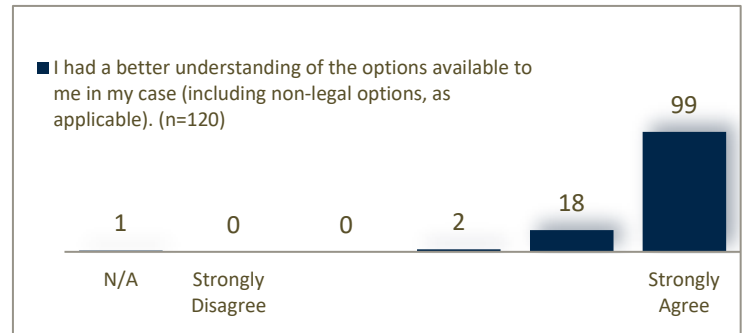 I had a better understanding of the options available to
me in my case (including non-legal options, as
applicable). (n=120)
99
18
2
1
0
0
N/A
Strongly
Disagree
Strongly
Agree